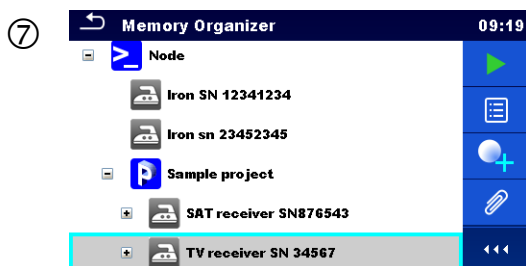 ⑦
Memory Organizer 09:19
Node
Iron SN 12341234
Iron sn 23452345
Sample project
SAT receiver SN876543
TV receiver SN 34567